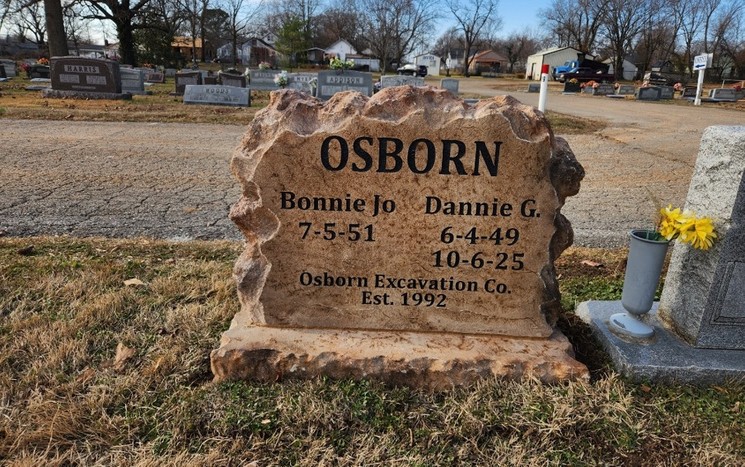 OSBORN
Bonnie Jo Dannie G.
7-5-51 6-4-49
10-6-25
Osborn Excavation Co.
Est. 1992